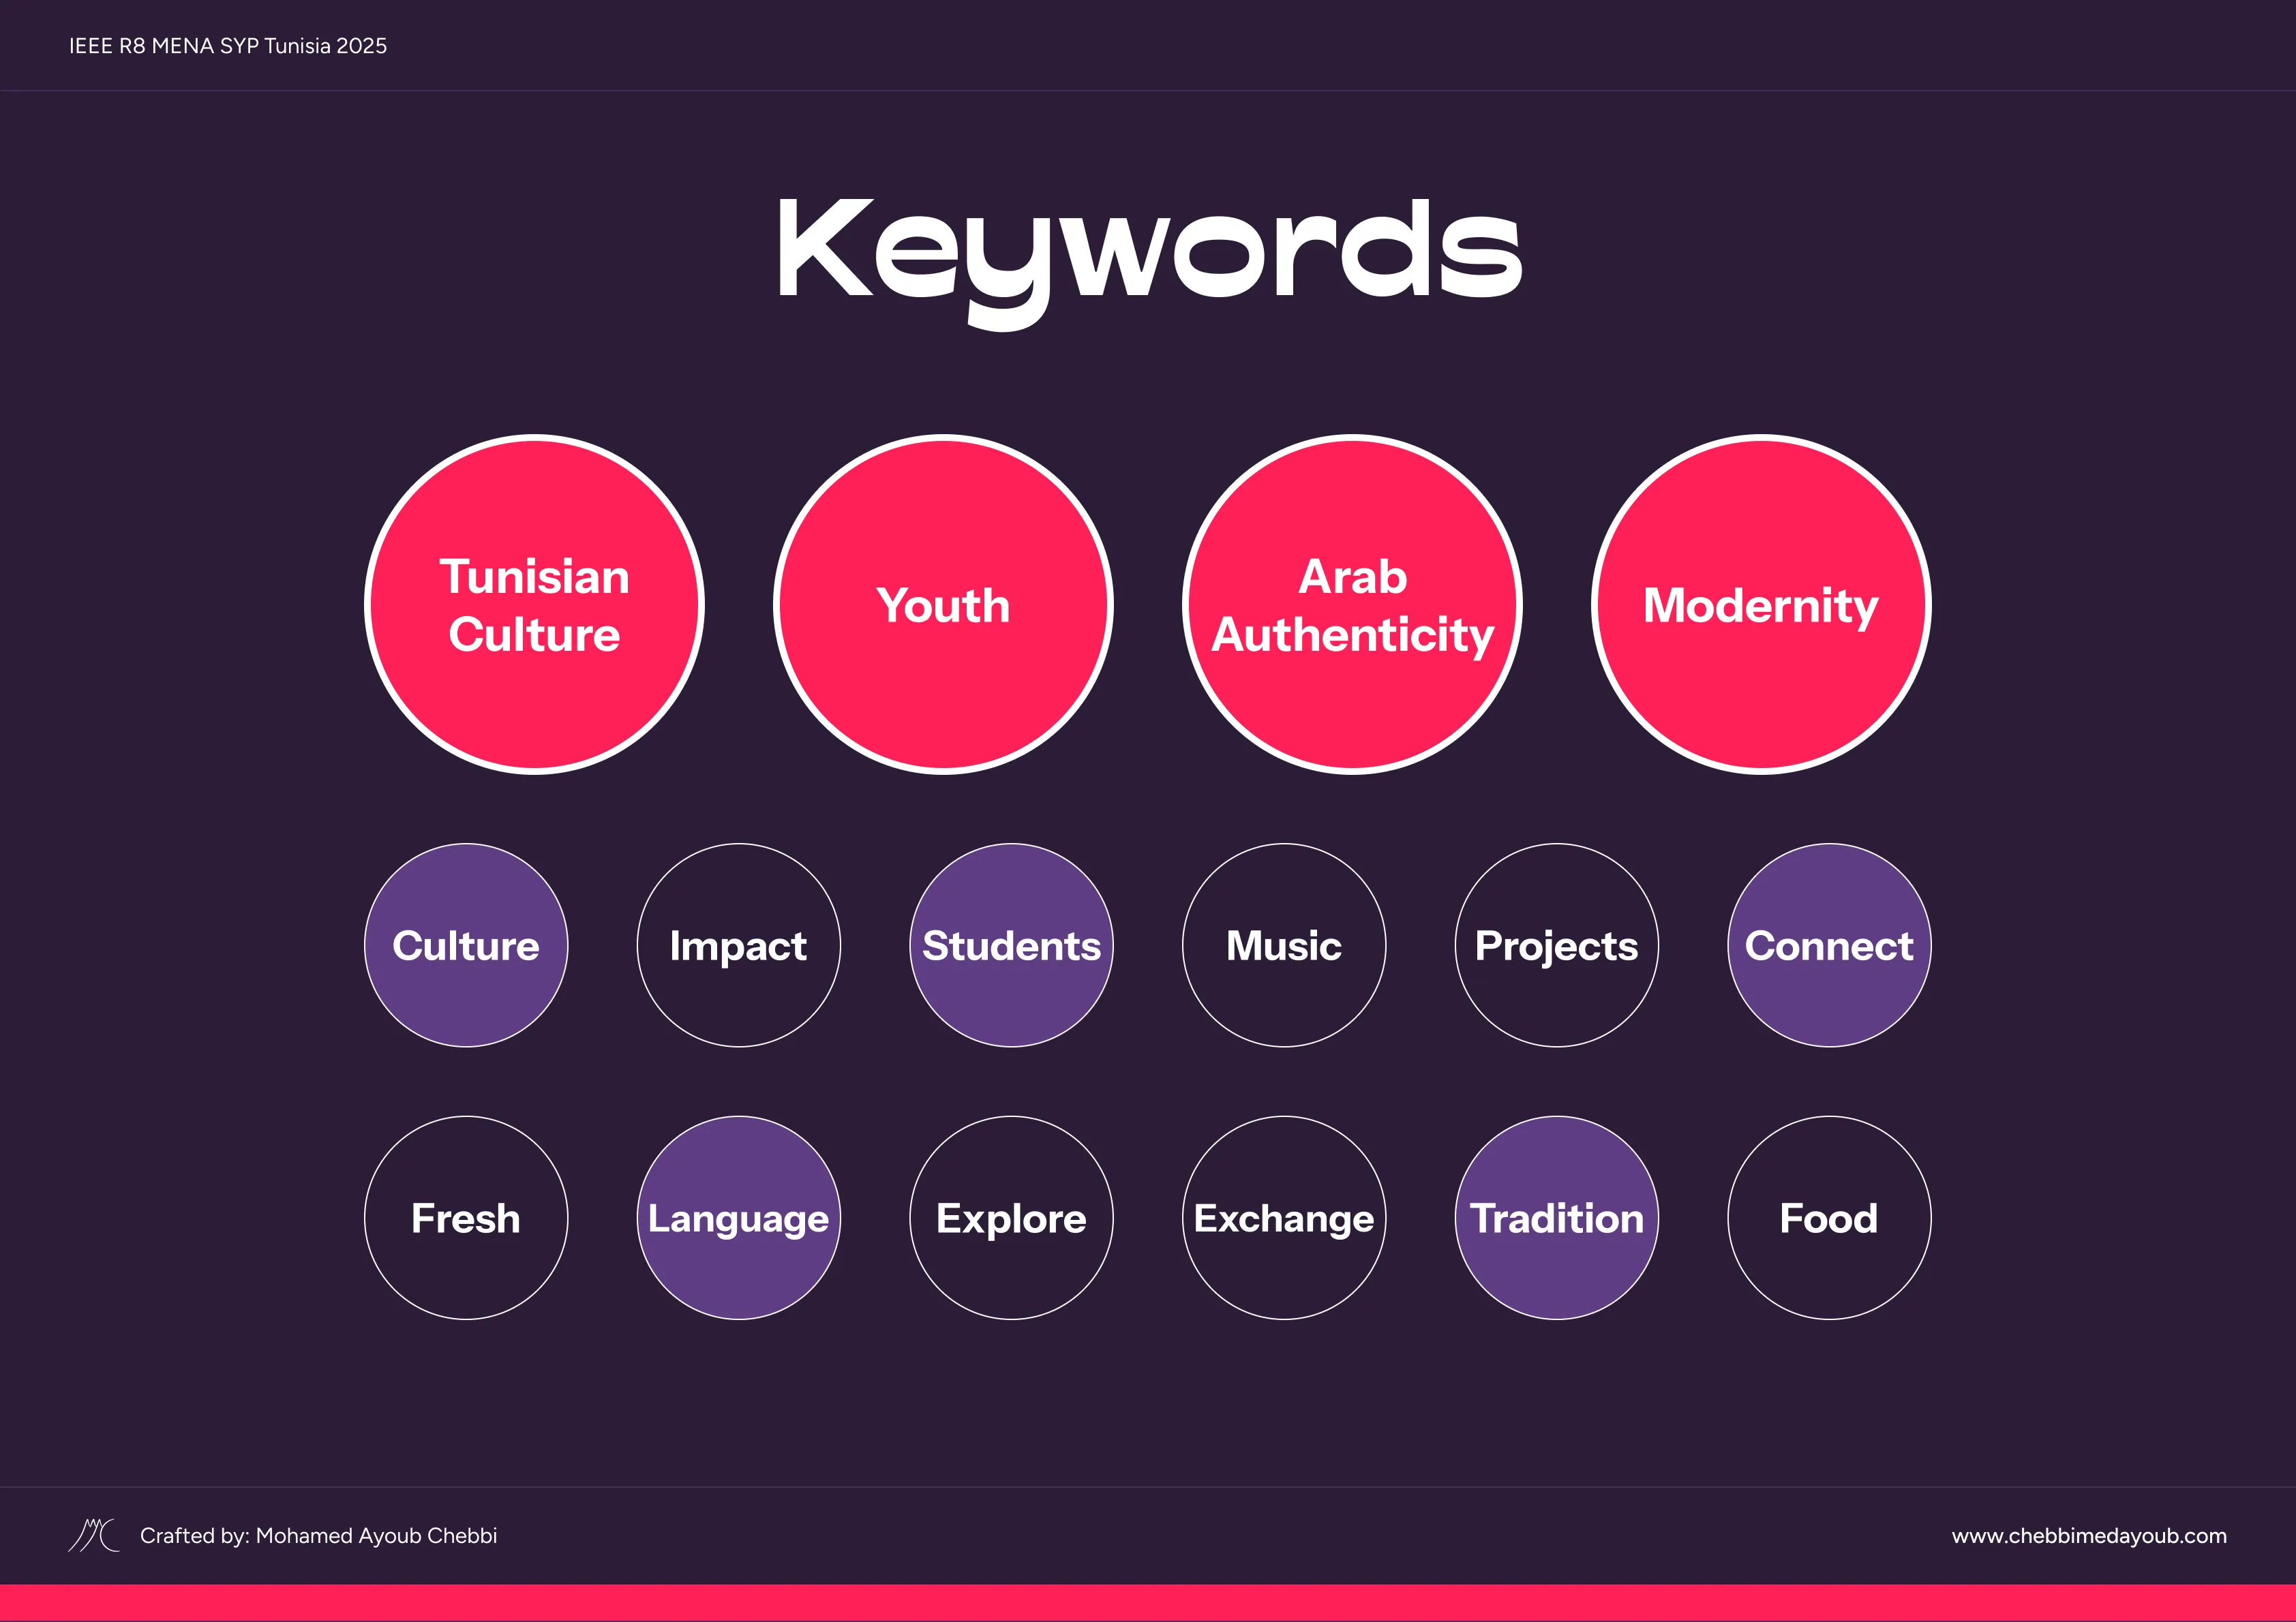 IEEE R8 MENA SYP Tunisia 2025
Keywords
Tunisian
Culture
Youth
Arab
Authenticity
Modernity
Culture
Impact
Students
Music
Projects
Connect
Fresh
Language
Explore
Exchange
Tradition
Food
Crafted by: Mohamed Ayoub Chebbi
www.chebbimedayoub.com